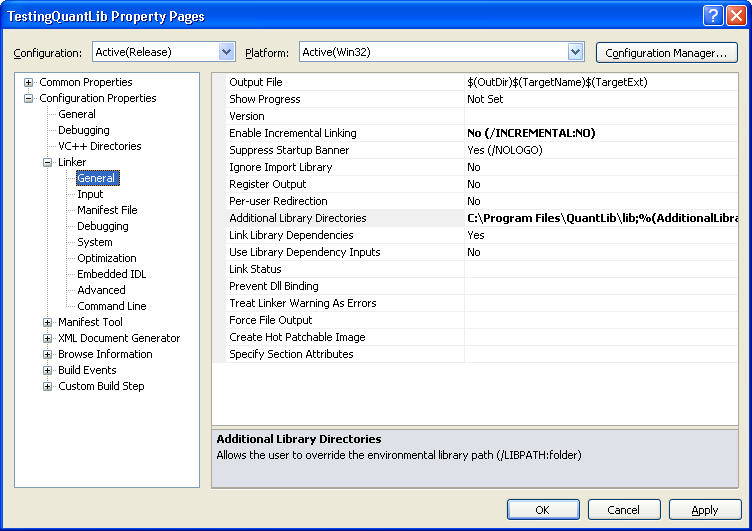 TestingQuantLib Property Pages
Configuration: Active(Release) Platform: Active(Win32) Configuration Manager...
Common Properties
Configuration Properties
General
Debugging
VC++ Directories
Linker
General
Input
Manifest File
Debugging
System
Optimization
Embedded IDL
Advanced
Command Line
Manifest Tool
XML Document Generator
Browse Information
Build Events
Custom Build Step
Output File $(OutDir)$(TargetName)$(TargetExt)
Show Progress Not Set
Version
Enable Incremental Linking No (/INCREMENTAL:NO)
Suppress Startup Banner Yes (/NOLOGO)
Ignore Import Library No
Register Output No
Per-user Redirection No
Additional Library Directories C:\Program Files\QuantLib\lib;%(AdditionalLibra
Link Library Dependencies Yes
Use Library Dependency Inputs No
Link Status
Prevent Dll Binding
Treat Linker Warning As Errors
Force File Output
Create Hot Patchable Image
Specify Section Attributes
Additional Library Directories
Allows the user to override the environmental library path (/LIBPATH:folder)
OK Cancel Apply